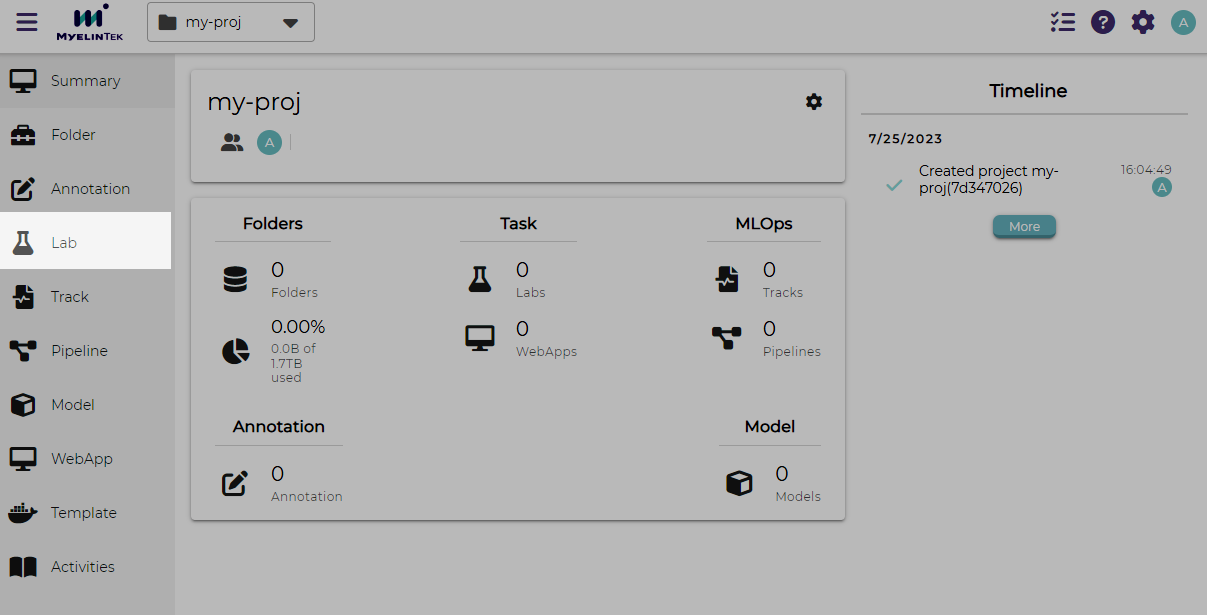 MYELINTEK
my-proj
A
Summary
Folder
Annotation
Lab
Track
Pipeline
Model
WebApp
Template
Activities
my-proj
A
Folders
0
Folders
0.00%
0.0B of
1.7TB
used
Task
0
Labs
0
WebApps
MLOps
0
Tracks
0
Pipelines
Annotation
0
Annotation
Model
0
Models
Timeline
7/25/2023
Created project my-
proj(7d347026)
16:04:49
A
More